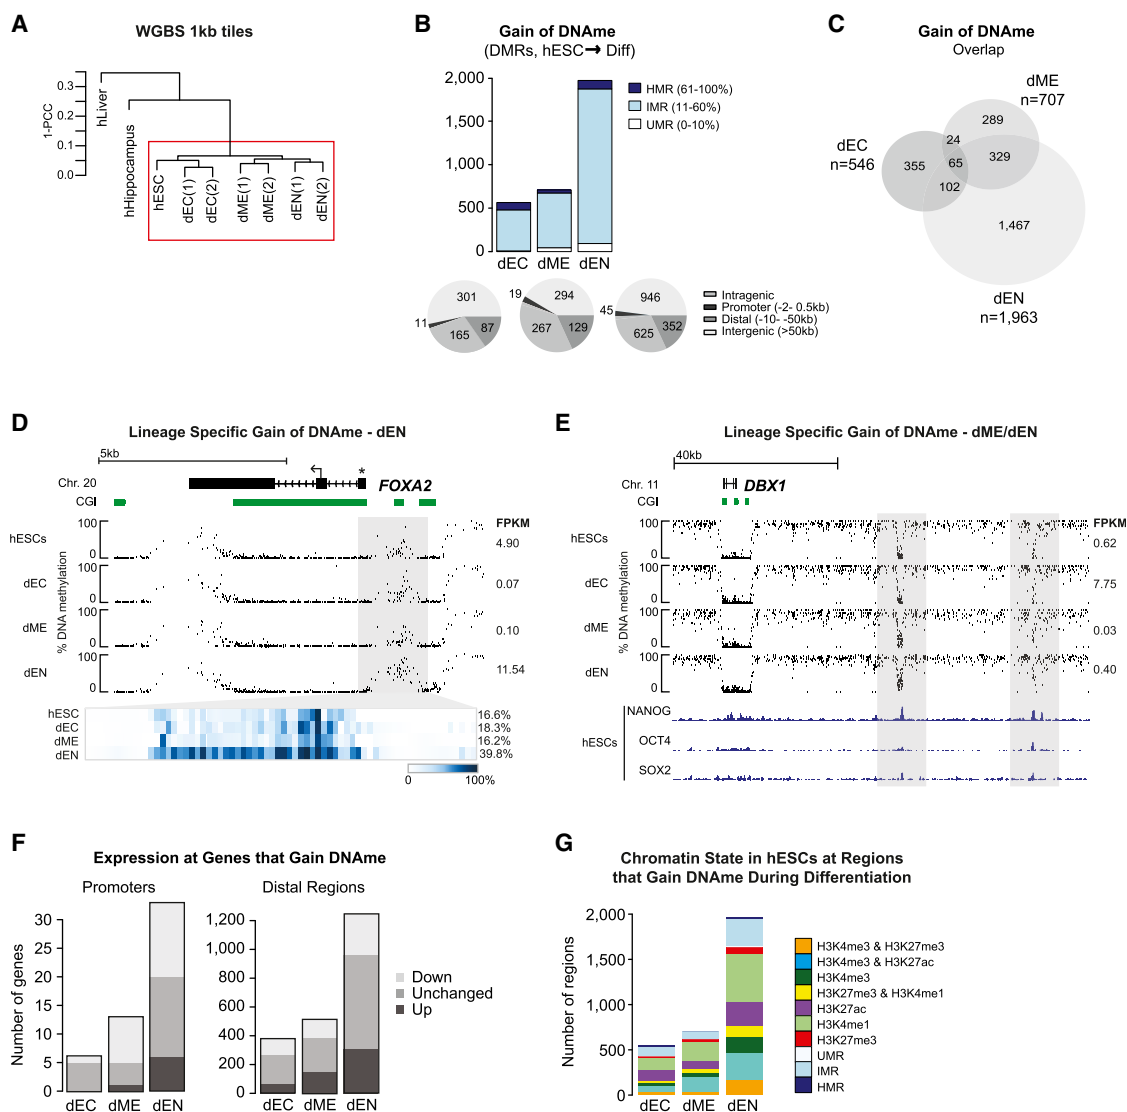 A
WGBS 1kb tiles
1-PCC
0.3
0.2
0.1
0.0
hLiver
hHippocampus
hESC
dEC(1)
dEC(2)
dME(1)
dME(2)
dEN(1)
dEN(2)
B
Gain of DNAme
(DMRs, hESC→ Diff)
2,000
1,500
1,000
500
0
HMR (61-100%)
IMR (11-60%)
UMR (0-10%)
dEC
dME
dEN
301
11
165
87
19
294
267
129
946
45
625
352
Intragenic
Promoter (-2- 0.5kb)
Distal (-10- -50kb)
Intergenic (>50kb)
C
Gain of DNAme
Overlap
dME
n=707
dEC
n=546
289
24
355
65
329
102
1,467
dEN
n=1,963
D
Lineage Specific Gain of DNAme - dEN
5kb
Chr. 20
*
FOXA2
CGI
% DNA methylation
FPKM
hESCs
100
0
4.90
dEC
100
0
0.07
dME
100
0
0.10
dEN
100
0
11.54
hESC
16.6%
dEC
18.3%
dME
16.2%
dEN
39.8%
0
100%
E
Lineage Specific Gain of DNAme - dME/dEN
40kb
Chr. 11
DBX1
CGI
% DNA methylation
FPKM
hESCs
100
0
0.62
dEC
100
0
7.75
dME
100
0
0.03
dEN
100
0
0.40
hESCs
NANOG
OCT4
SOX2
F
Expression at Genes that Gain DNAme
Promoters
Distal Regions
Number of genes
30
25
20
15
10
5
0
dEC
dME
dEN
1,200
1,000
800
600
400
200
0
dEC
dME
dEN
Down
Unchanged
Up
G
Chromatin State in hESCs at Regions
that Gain DNAme During Differentiation
Number of regions
2,000
1,500
1,000
500
0
dEC
dME
dEN
H3K4me3 & H3K27me3
H3K4me3 & H3K27ac
H3K4me3
H3K27me3 & H3K4me1
H3K27ac
H3K4me1
H3K27me3
UMR
IMR
HMR